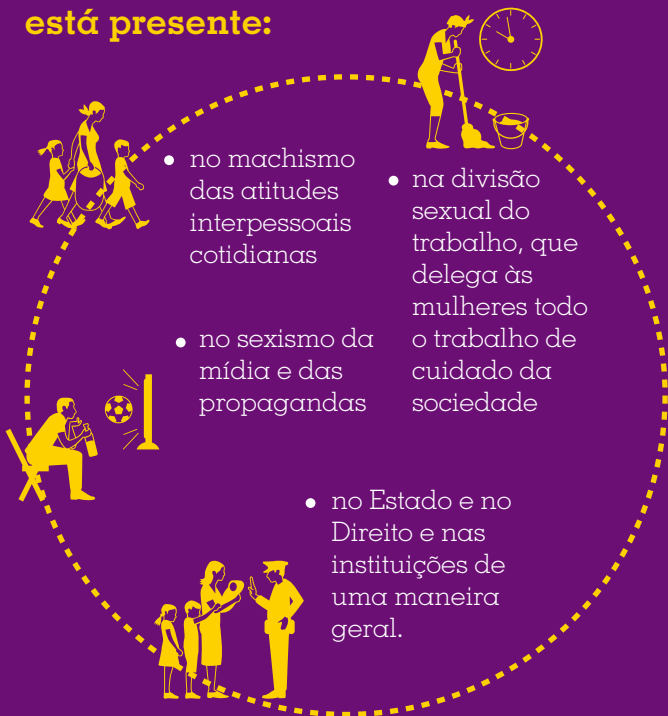 está presente:
no machismo
das atitudes
interpessoais
cotidianas
na divisão
sexual do
trabalho, que
delega às
mulheres todo
o trabalho de
cuidado da
sociedade
no sexismo da
mídia e das
propagandas
no Estado e no
Direito e nas
instituições de
uma maneira
geral.